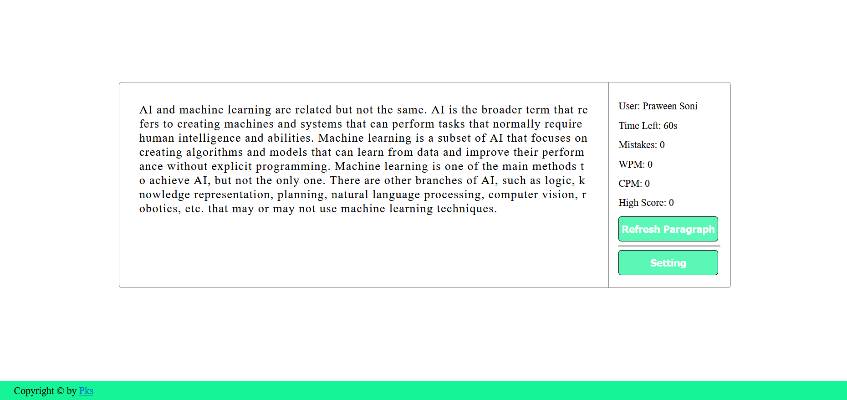 AI and machine learning are related but not the same. AI is the broader term that re
fers to creating machines and systems that can perform tasks that normally require
human intelligence and abilities. Machine learning is a subset of AI that focuses on
creating algorithms and models that can learn from data and improve their perform
ance without explicit programming. Machine learning is one of the main methods t
o achieve AI, but not the only one. There are other branches of AI, such as logic, k
nowledge representation, planning, natural language processing, computer vision, r
obotics, etc. that may or may not use machine learning techniques.
User: Praween Soni
Time Left: 60s
Mistakes: 0
WPM: 0
CPM: 0
High Score: 0
Refresh Paragraph
Setting
Copyright © by Pks